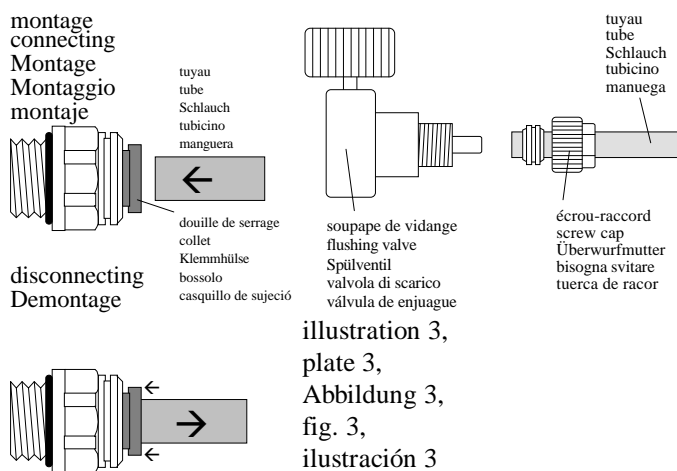 montage
connecting
Montage
Montaggio
montaje
tuyau
tube
Schlauch
tubicino
manguera
douille de serrage
collet
Klemmhülse
bossolo
casquillo de sujeció
disconnecting
Demontage
soupape de vidange
flushing valve
Spülventil
valvola di scarico
válvula de enjuague
tuyau
tube
Schlauch
tubicino
manuega
écrou-raccord
screw cap
Überwurfmutter
bisogna svitare
tuerca de racor
illustration 3,
plate 3,
Abbildung 3,
fig. 3,
ilustración 3